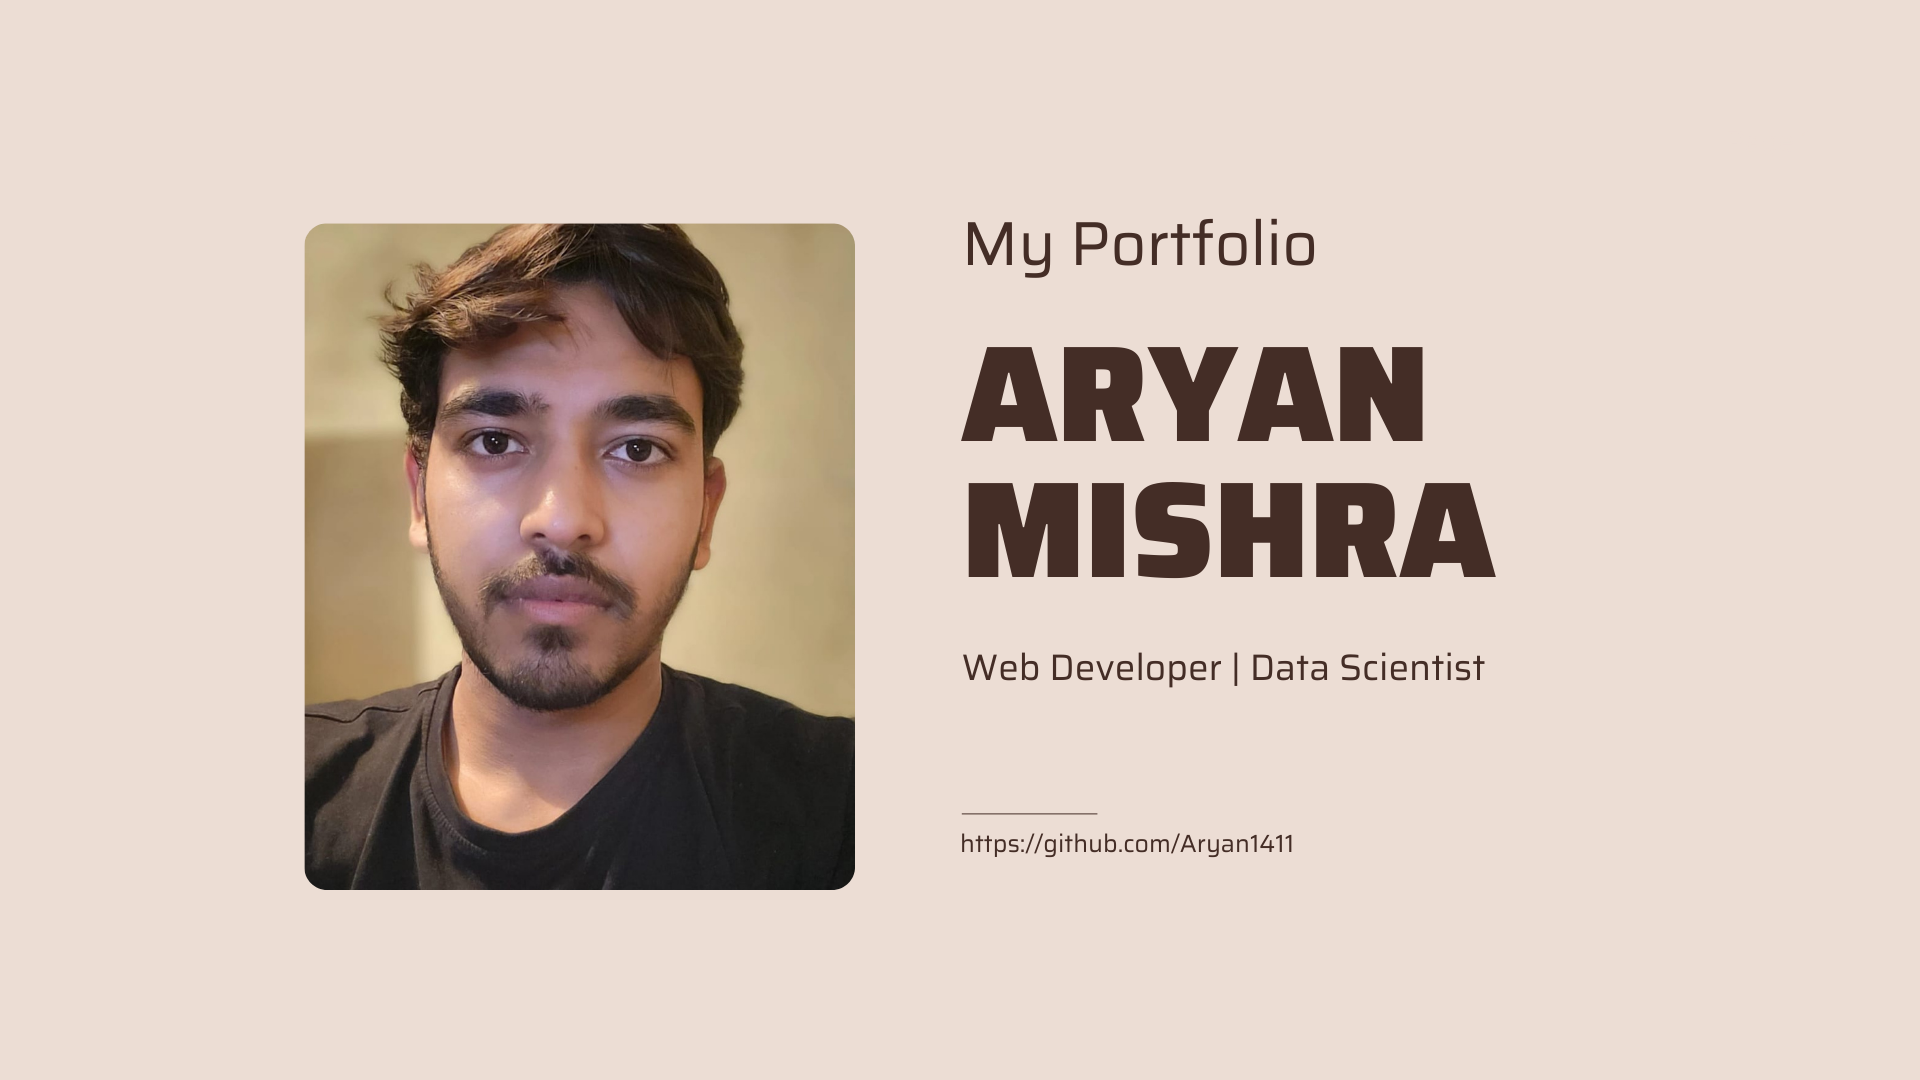 My Portfolio
ARYAN
MISHRA
Web Developer | Data Scientist
https://github.com/Aryan1411